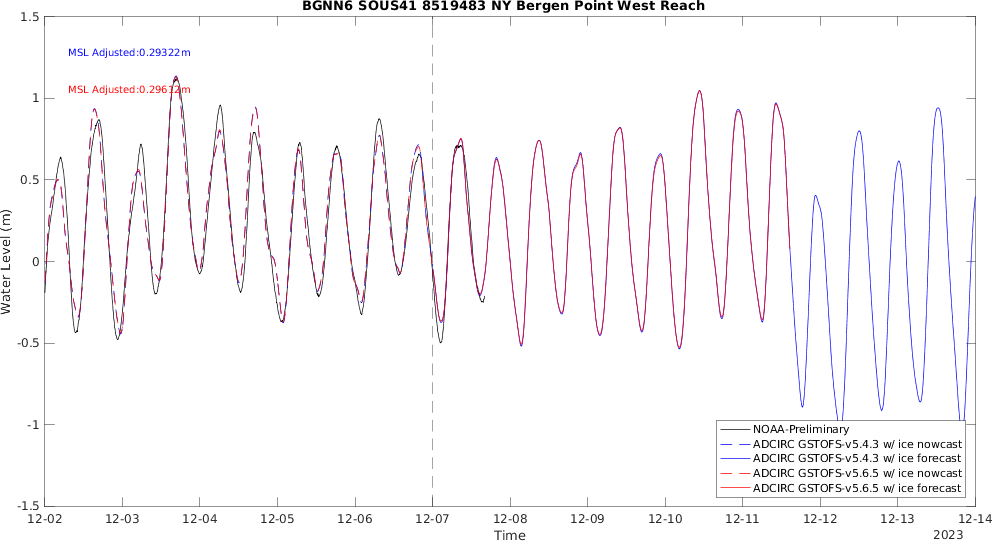 BGNN6 SOUS41 8519483 NY Bergen Point West Reach
1.5
1
0.5
0
-0.5
-1
-1.5
Water Level (m)
MSL Adjusted:0.29322m
MSL Adjusted:0.29612m
NOAA-Preliminary
ADCIRC GSTOFS-v5.4.3 w/ ice nowcast
ADCIRC GSTOFS-v5.4.3 w/ ice forecast
ADCIRC GSTOFS-v5.6.5 w/ ice nowcast
ADCIRC GSTOFS-v5.6.5 w/ ice forecast
12-02 12-03 12-04 12-05 12-06 12-07 12-08 12-09 12-10 12-11 12-12 12-13 12-14
Time
2023